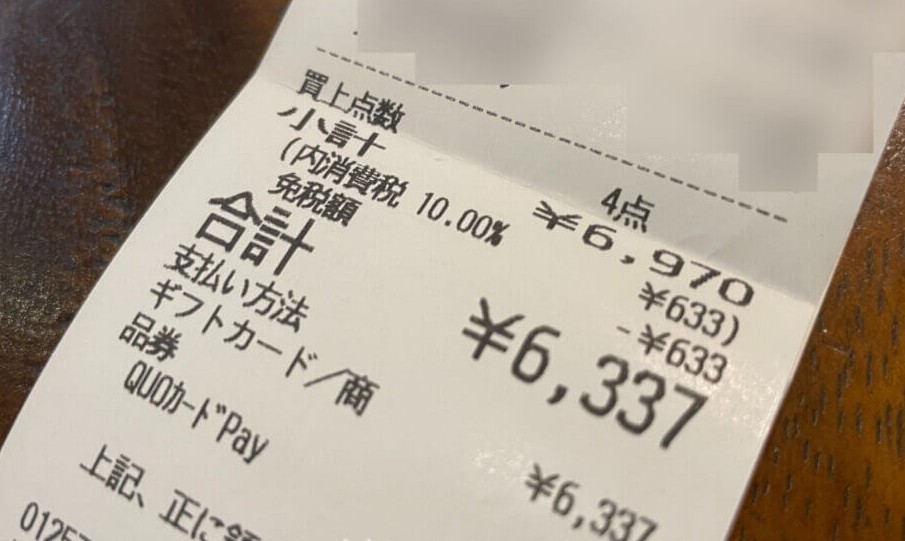 買上点数 4点
小計 ¥6,970
(内消費税 10.00% ¥633)
免税額 -¥633
合計 ¥6,337
支払い方法
ギフトカード/商
品券 ¥6,337
QUOカードPay
上記、正に領
0125